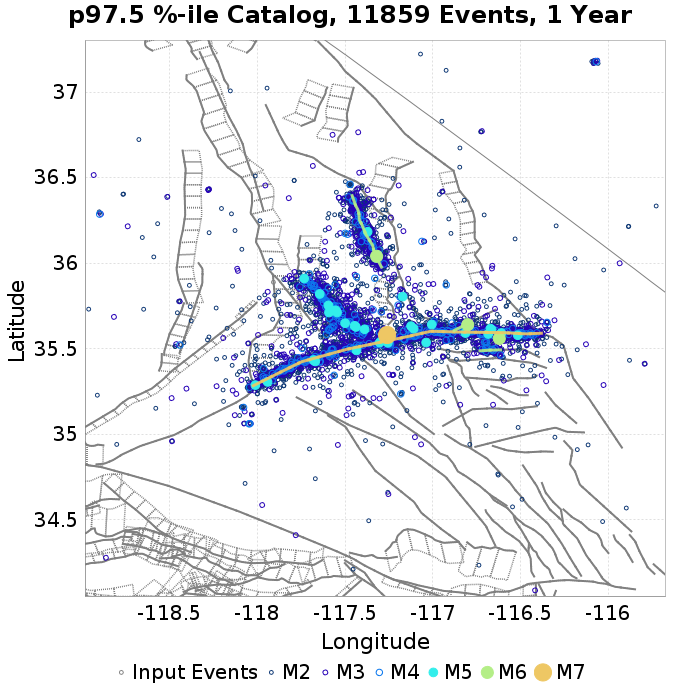 p97.5 %-ile Catalog, 11859 Events, 1 Year
37
36.5
36
35.5
35
34.5
Latitude
-118.5 -118 -117.5 -117 -116.5 -116
Longitude
Input Events M2 M3 M4 M5 M6 M7